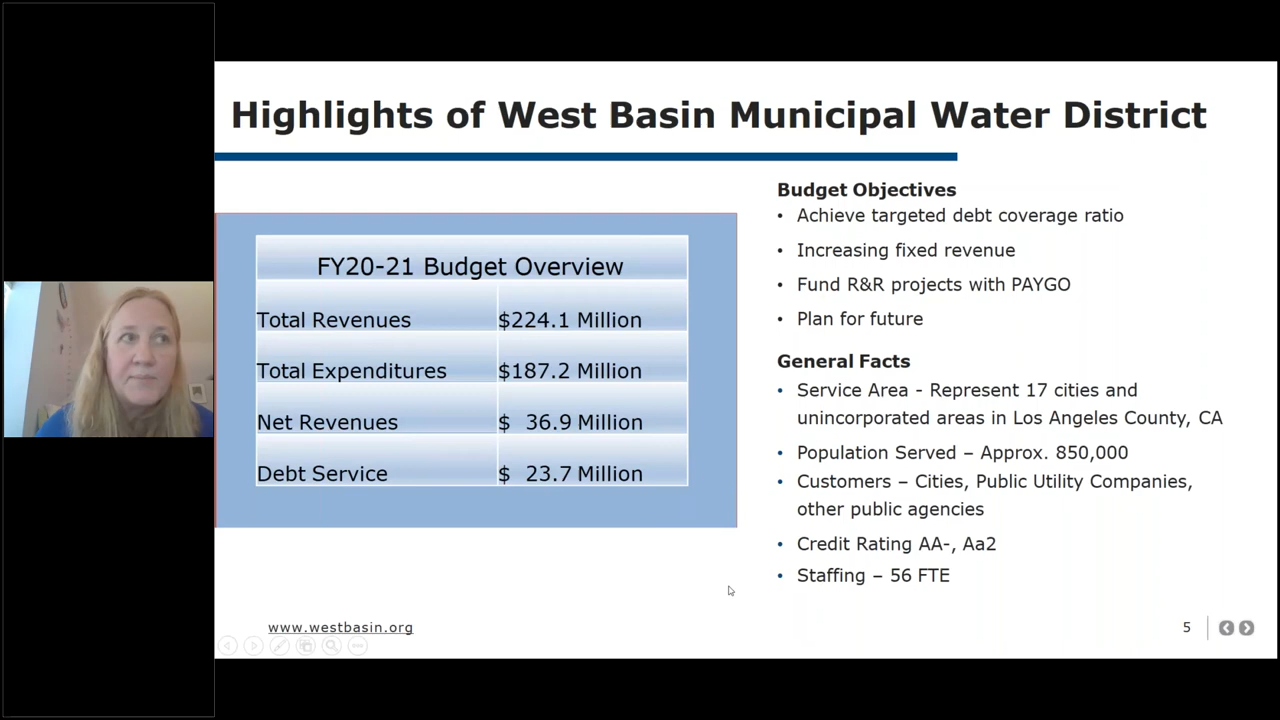 Highlights of West Basin Municipal Water District
FY20-21 Budget Overview
Total Revenues $224.1 Million
Total Expenditures $187.2 Million
Net Revenues $ 36.9 Million
Debt Service $ 23.7 Million
Budget Objectives
• Achieve targeted debt coverage ratio
• Increasing fixed revenue
• Fund R&R projects with PAYGO
• Plan for future
General Facts
• Service Area - Represent 17 cities and
unincorporated areas in Los Angeles County, CA
• Population Served – Approx. 850,000
• Customers – Cities, Public Utility Companies,
other public agencies
• Credit Rating AA-, Aa2
• Staffing – 56 FTE
www.westbasin.org
5